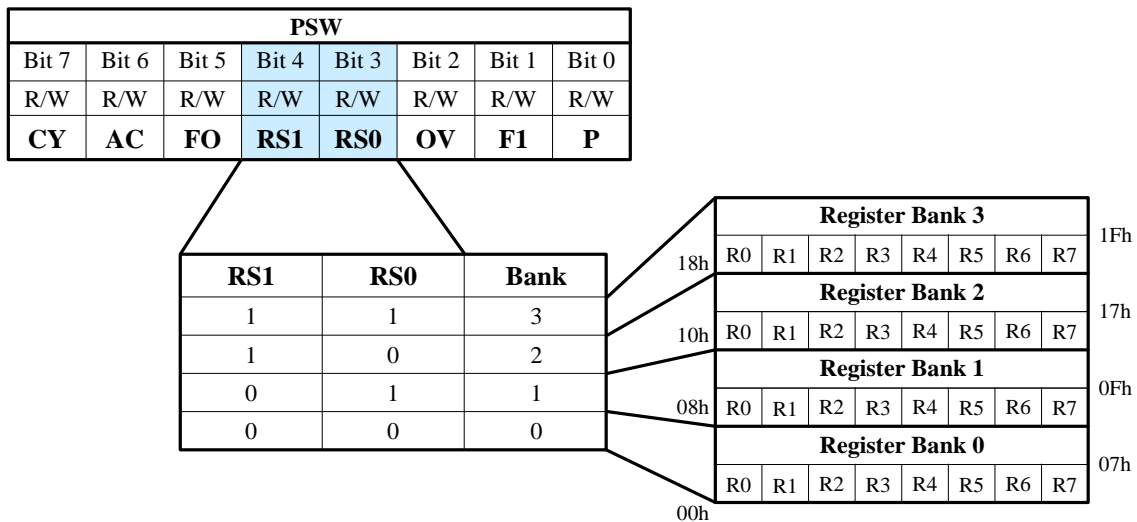 PSW
Bit 7 Bit 6 Bit 5 Bit 4 Bit 3 Bit 2 Bit 1 Bit 0
R/W R/W R/W R/W R/W R/W R/W R/W
CY AC FO RS1 RS0 OV F1 P
RS1 RS0 Bank
1 1 3
1 0 2
0 1 1
0 0 0
Register Bank 3
1Fh
18h R0 R1 R2 R3 R4 R5 R6 R7
Register Bank 2
17h
10h R0 R1 R2 R3 R4 R5 R6 R7
Register Bank 1
0Fh
08h R0 R1 R2 R3 R4 R5 R6 R7
Register Bank 0
07h
R0 R1 R2 R3 R4 R5 R6 R7
00h